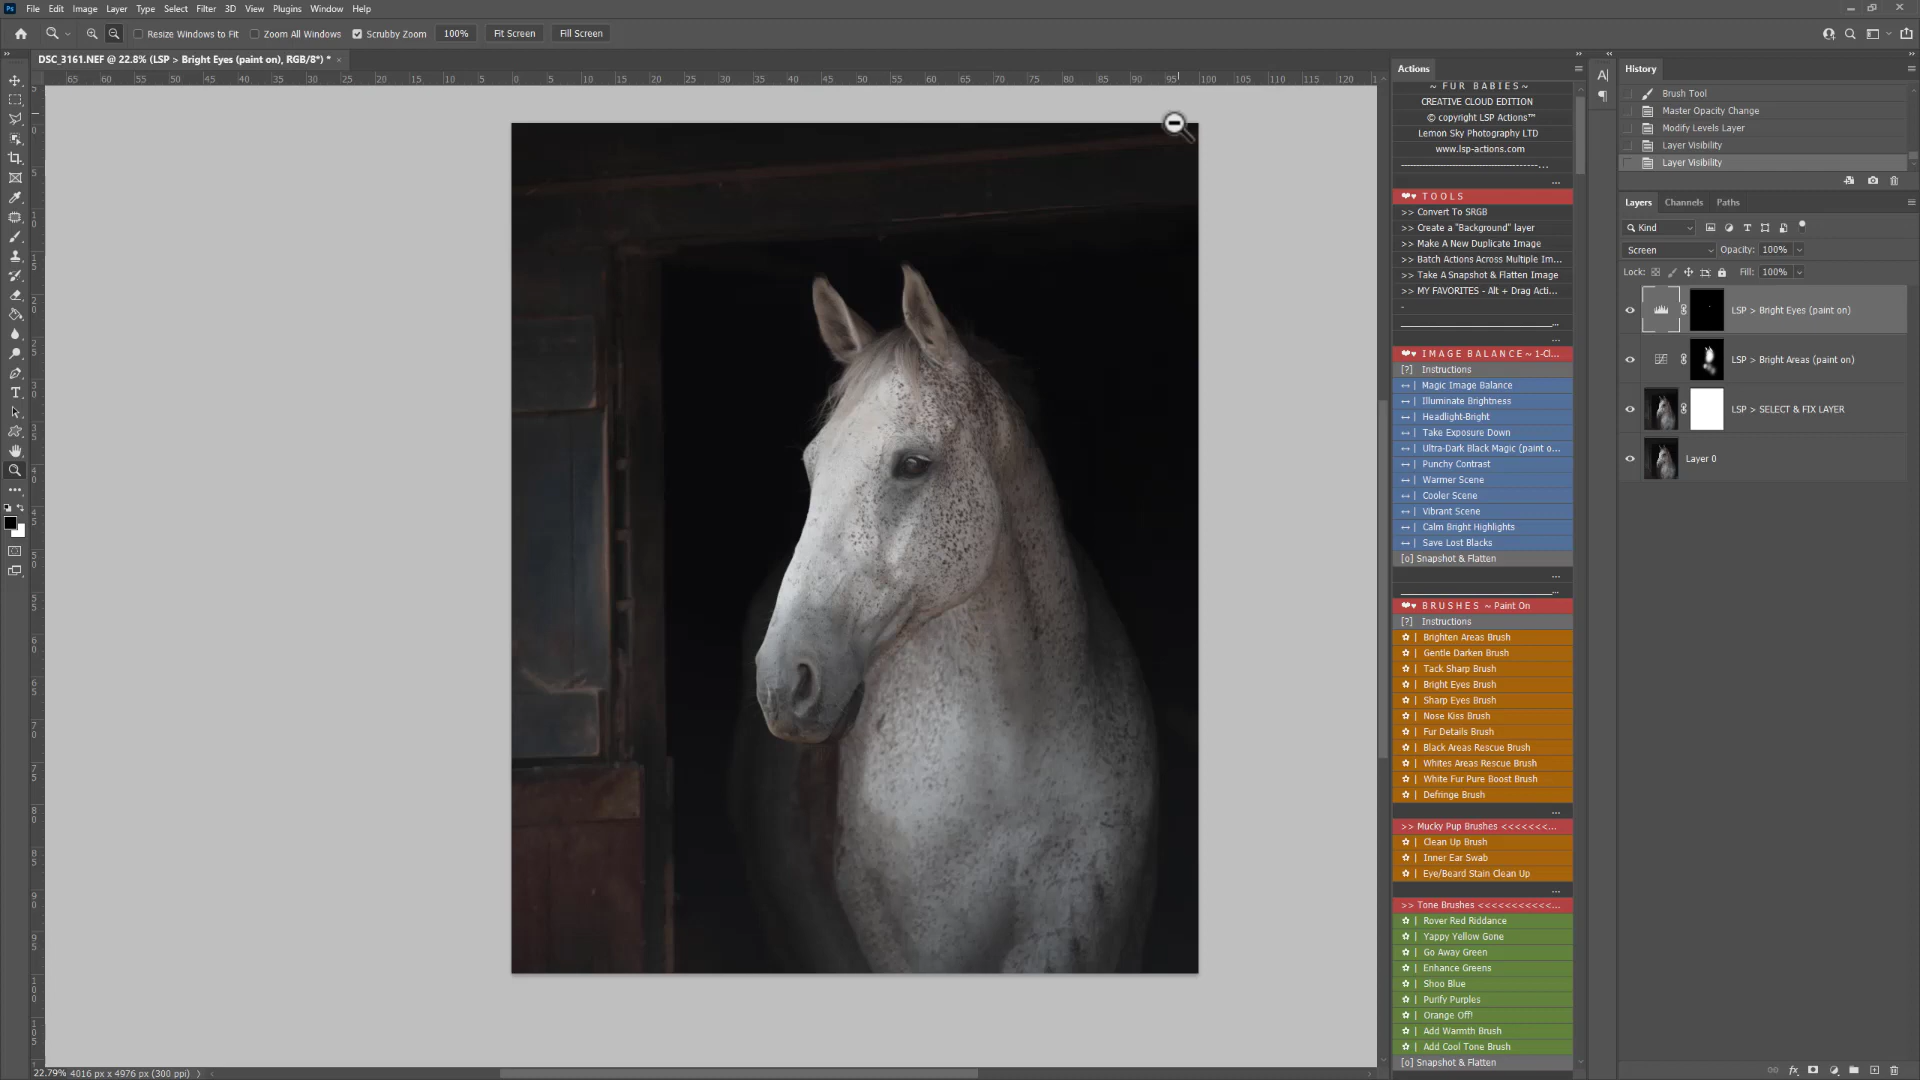 File Edit Image Layer Type Select Filter 3D View Plugins Window Help
Resize Windows to Fit Zoom All Windows Scrubby Zoom 100% Fit Screen Fill Screen
DSC_3161.NEF @ 22.8% (LSP > Bright Eyes (paint on), RGB/8*) *
Actions
~ FUR BABIES ~
CREATIVE CLOUD EDITION
© copyright LSP Actions™
Lemon Sky Photography LTD
www.lsp-actions.com
TOOLS
>> Convert To SRGB
>> Create a "Background" layer
>> Make A New Duplicate Image
>> Batch Actions Across Multiple Im...
>> Take A Snapshot & Flatten Image
>> MY FAVORITES - Alt + Drag Acti...
IMAGE BALANCE ~ 1-Cl...
[?] Instructions
Magic Image Balance
Illuminate Brightness
Headlight-Bright
Take Exposure Down
Ultra-Dark Black Magic (paint o...
Punchy Contrast
Warmer Scene
Cooler Scene
Vibrant Scene
Calm Bright Highlights
Save Lost Blacks
[o] Snapshot & Flatten
BRUSHES ~ Paint On
[?] Instructions
Brighten Areas Brush
Gentle Darken Brush
Tack Sharp Brush
Bright Eyes Brush
Sharp Eyes Brush
Nose Kiss Brush
Fur Details Brush
Black Areas Rescue Brush
Whites Areas Rescue Brush
White Fur Pure Boost Brush
Defringe Brush
>> Mucky Pup Brushes <<<<<<<...
Clean Up Brush
Inner Ear Swab
Eye/Beard Stain Clean Up
>> Tone Brushes <<<<<<<<<<<...
Rover Red Riddance
Yappy Yellow Gone
Go Away Green
Enhance Greens
Shoo Blue
Purify Purples
Orange Off!
Add Warmth Brush
Add Cool Tone Brush
[o] Snapshot & Flatten
History
Brush Tool
Master Opacity Change
Modify Levels Layer
Layer Visibility
Layer Visibility
Layers Channels Paths
Kind
Screen Opacity: 100%
Lock: Fill: 100%
LSP > Bright Eyes (paint on)
LSP > Bright Areas (paint on)
LSP > SELECT & FIX LAYER
Layer 0
22.79% 4016 px x 4976 px (300 ppi)